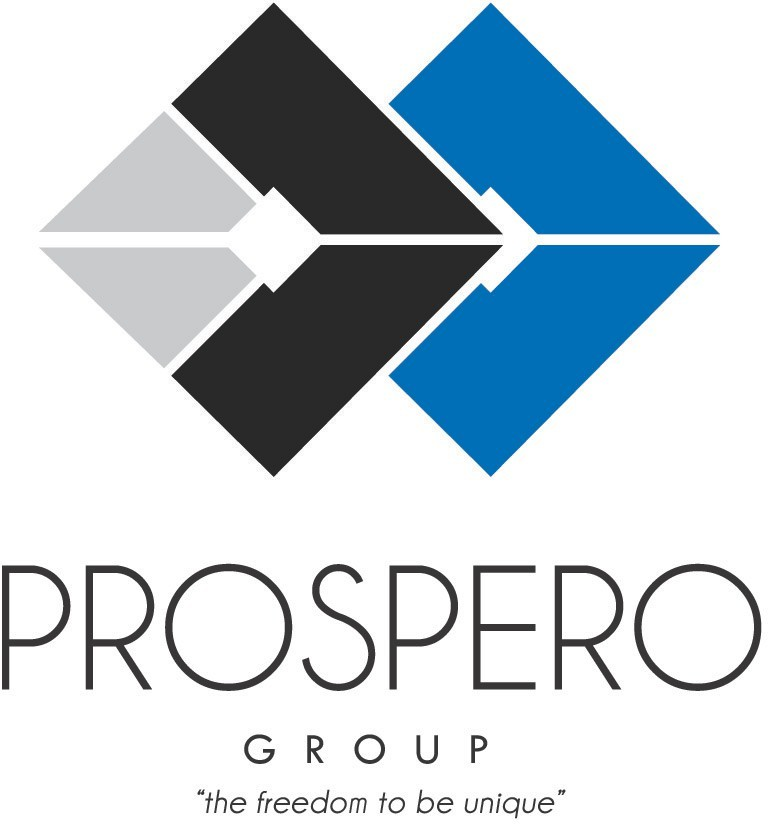 PROSPERO
GROUP
“the freedom to be unique”